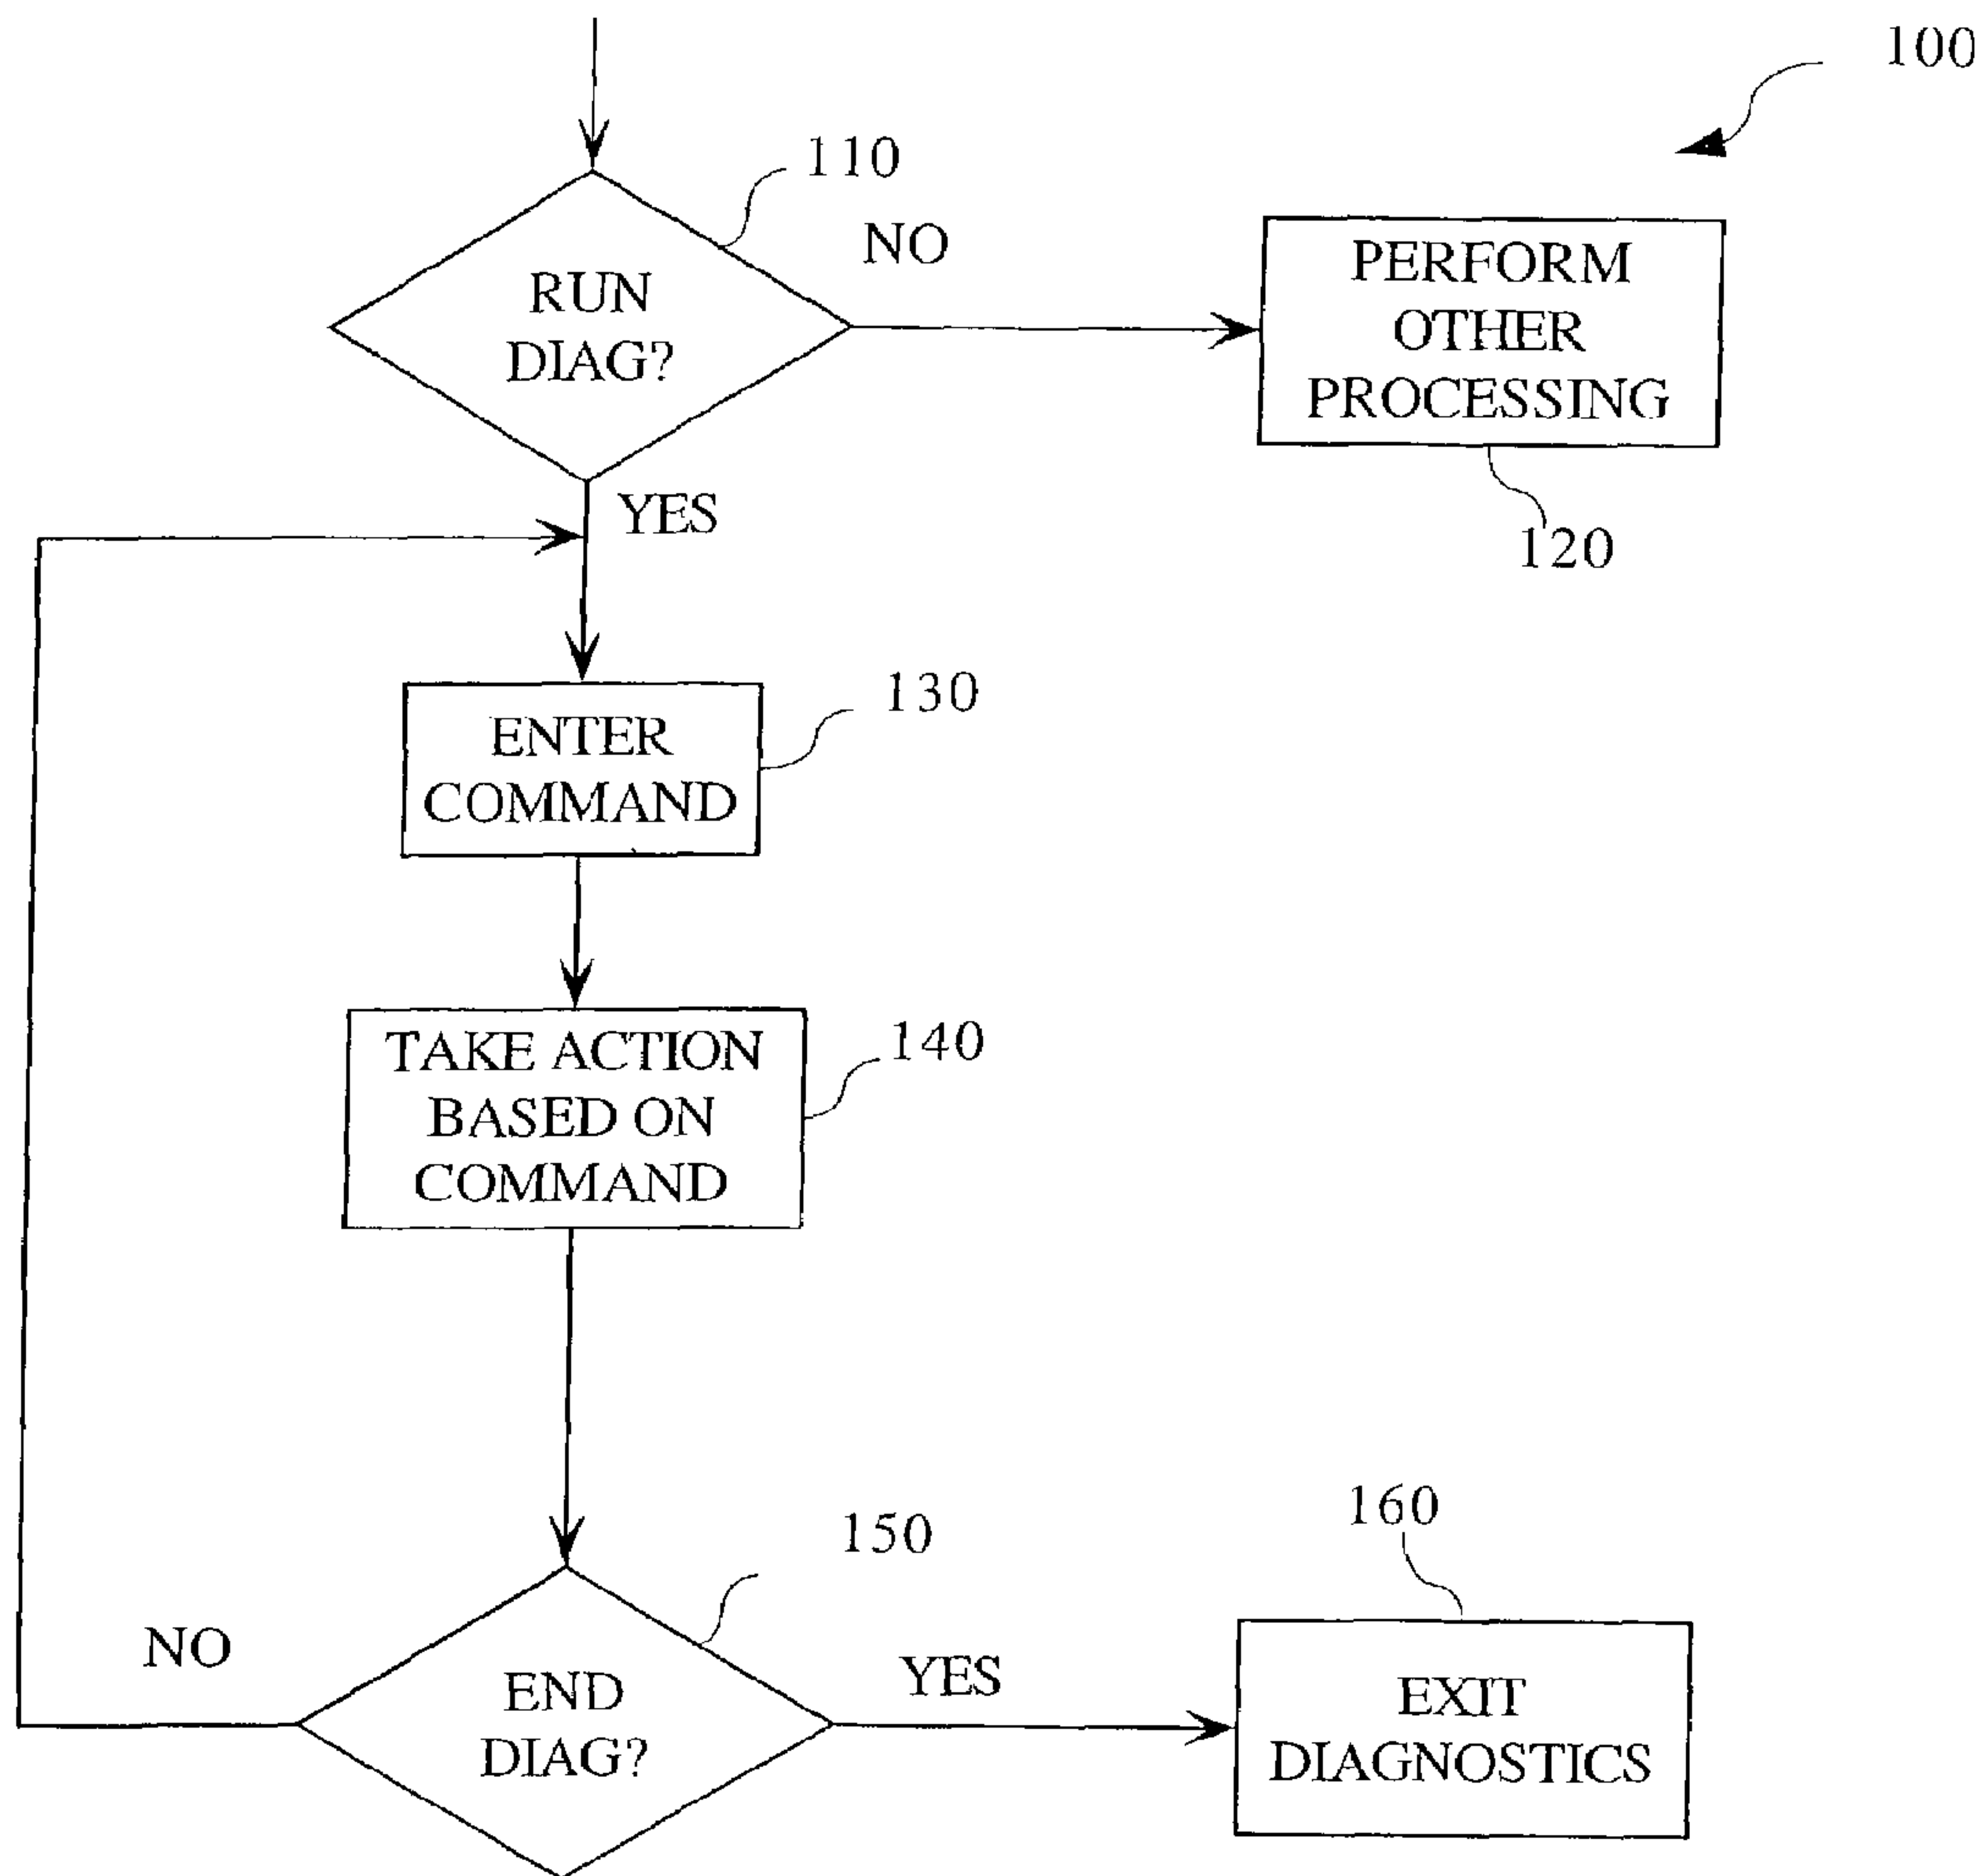 100
110
NO
RUN
DIAG?
PERFORM
OTHER
PROCESSING
YES
120
130
ENTER
COMMAND
140
TAKE ACTION
BASED ON
COMMAND
150
160
NO
YES
END
DIAG?
EXIT
DIAGNOSTICS